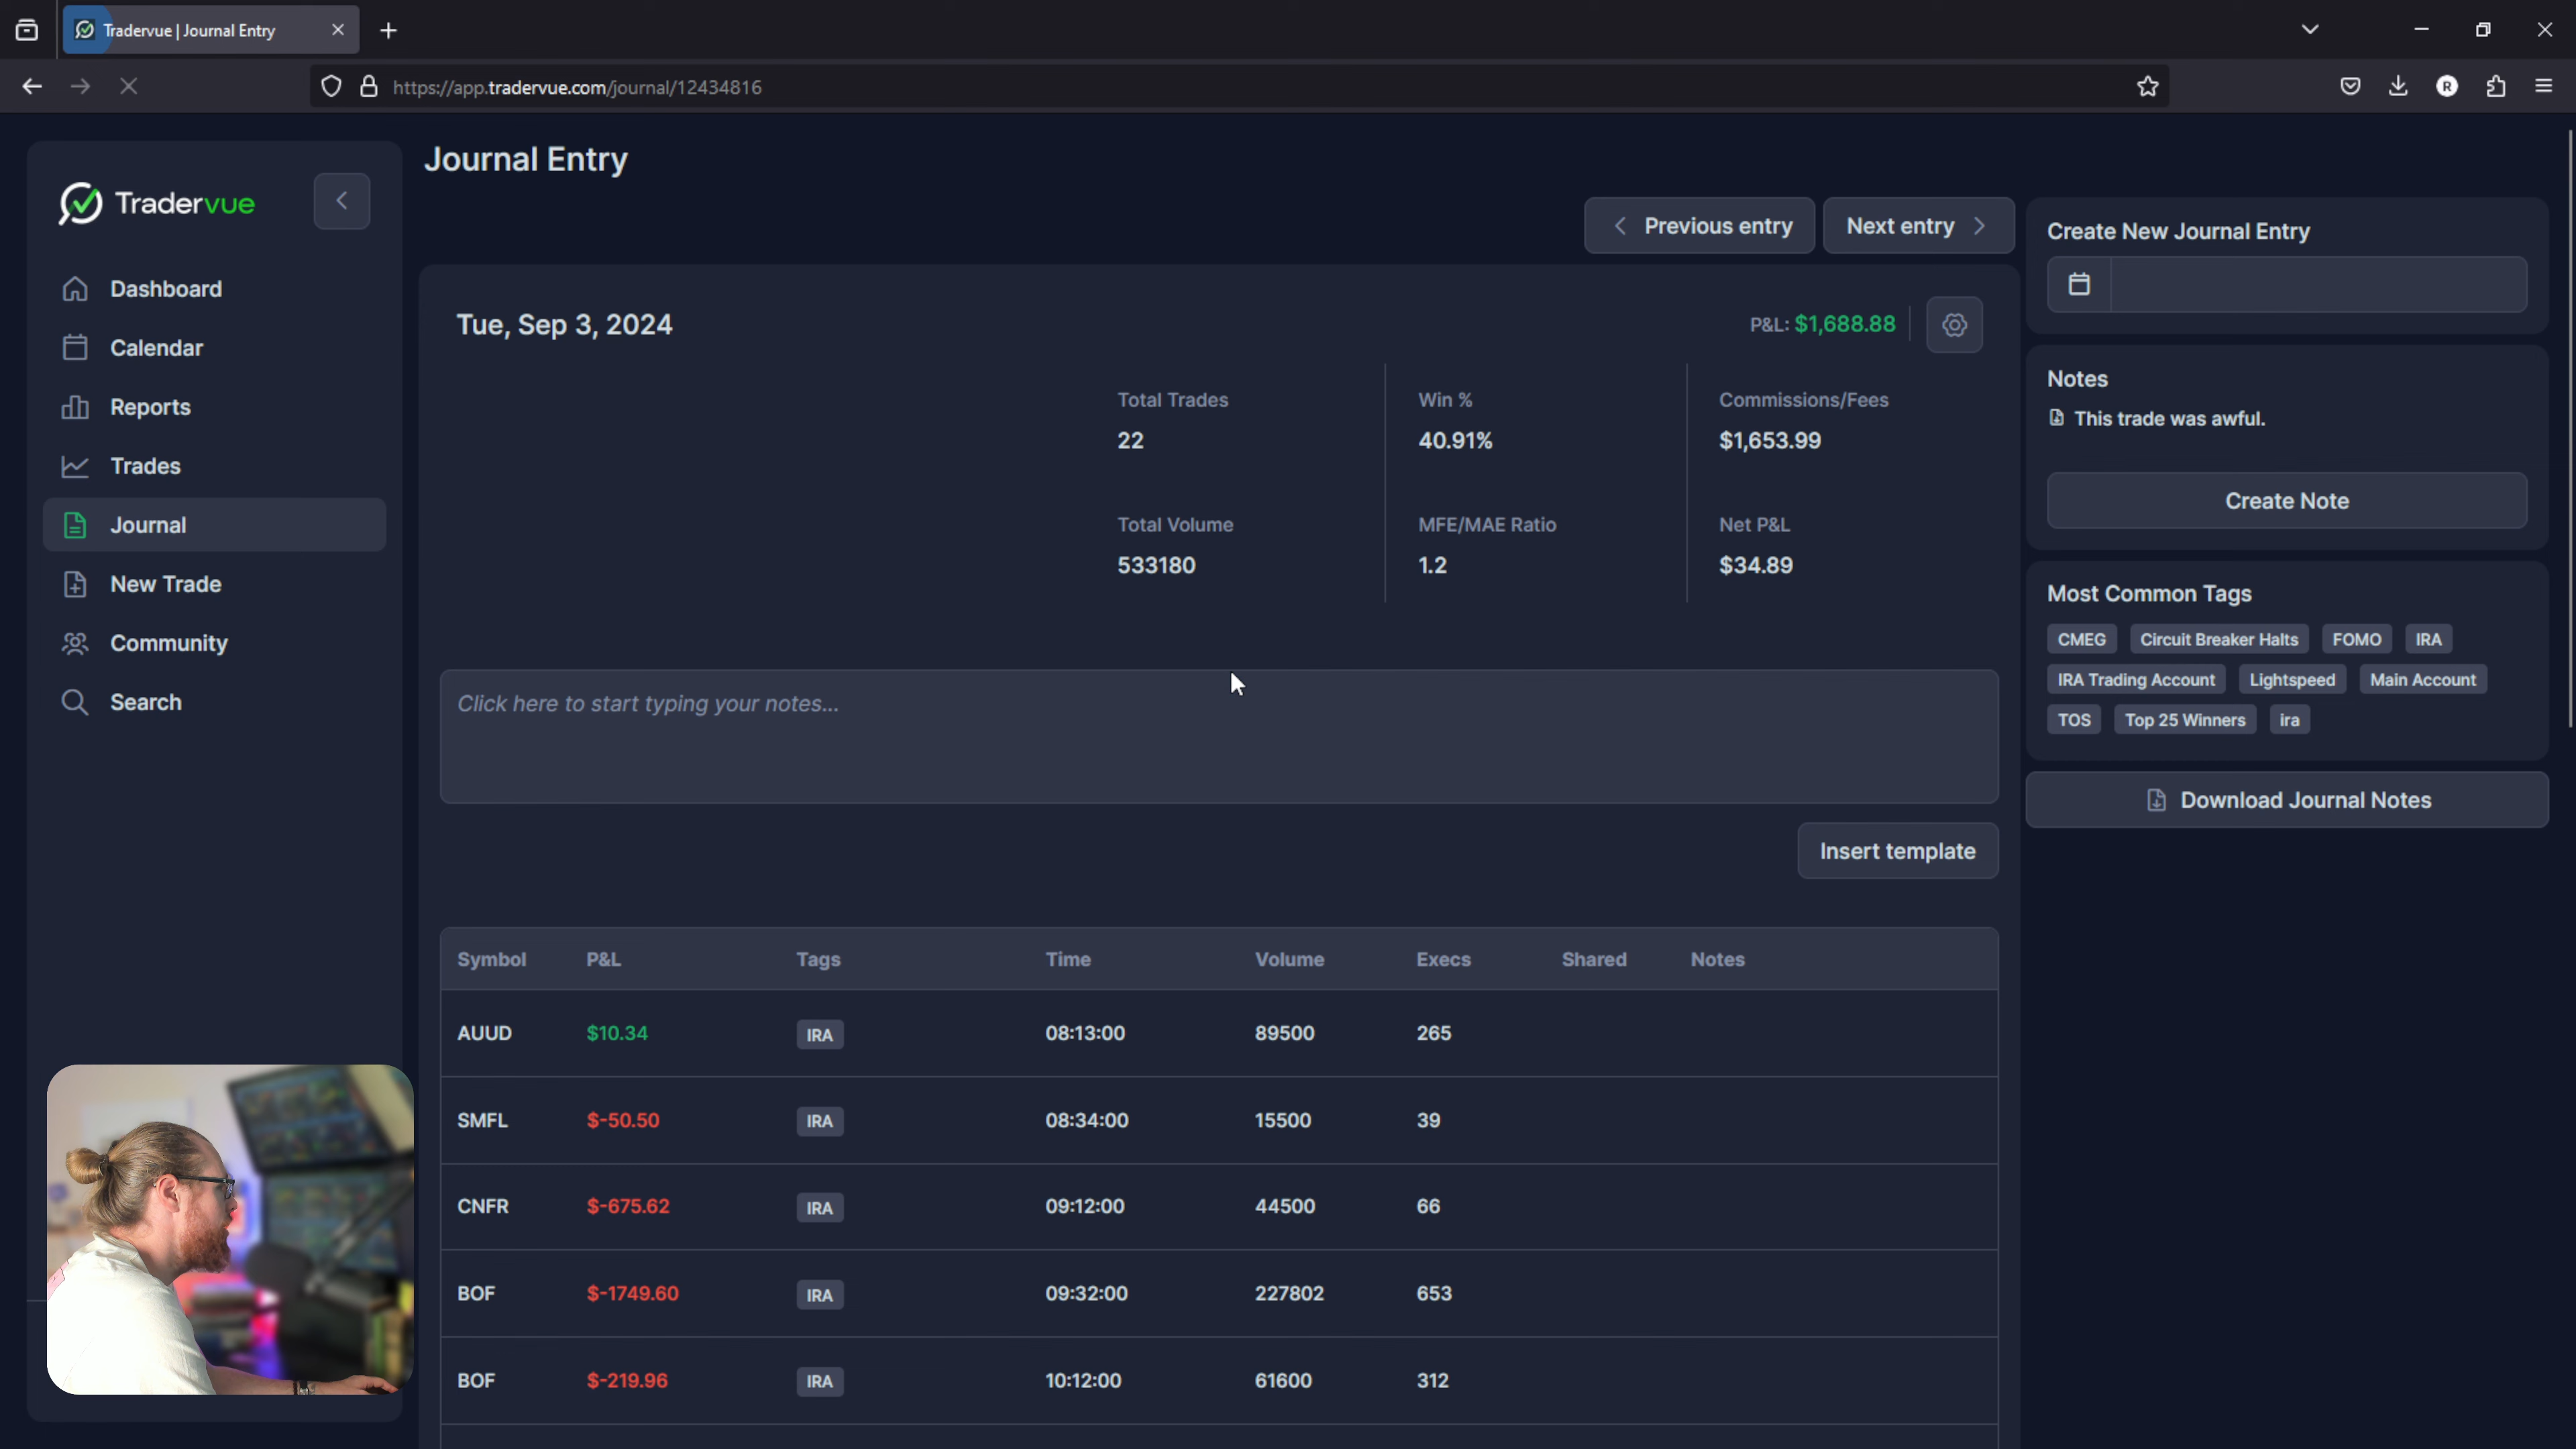 Tradervue | Journal Entry
https://app.tradervue.com/journal/12434816
R
Tradervue
Dashboard
Calendar
Reports
Trades
Journal
New Trade
Community
Search
Journal Entry
Previous entry
Next entry
Tue, Sep 3, 2024
P&L: $1,688.88
Total Trades
Win %
Commissions/Fees
22
40.91%
$1,653.99
Total Volume
MFE/MAE Ratio
Net P&L
533180
1.2
$34.89
Click here to start typing your notes...
Insert template
Symbol P&L Tags Time Volume Execs Shared Notes
AUUD $10.34 IRA 08:13:00 89500 265
SMFL $-50.50 IRA 08:34:00 15500 39
CNFR $-675.62 IRA 09:12:00 44500 66
BOF $-1749.60 IRA 09:32:00 227802 653
BOF $-219.96 IRA 10:12:00 61600 312
Create New Journal Entry
Notes
This trade was awful.
Create Note
Most Common Tags
CMEG Circuit Breaker Halts FOMO IRA
IRA Trading Account Lightspeed Main Account
TOS Top 25 Winners ira
Download Journal Notes